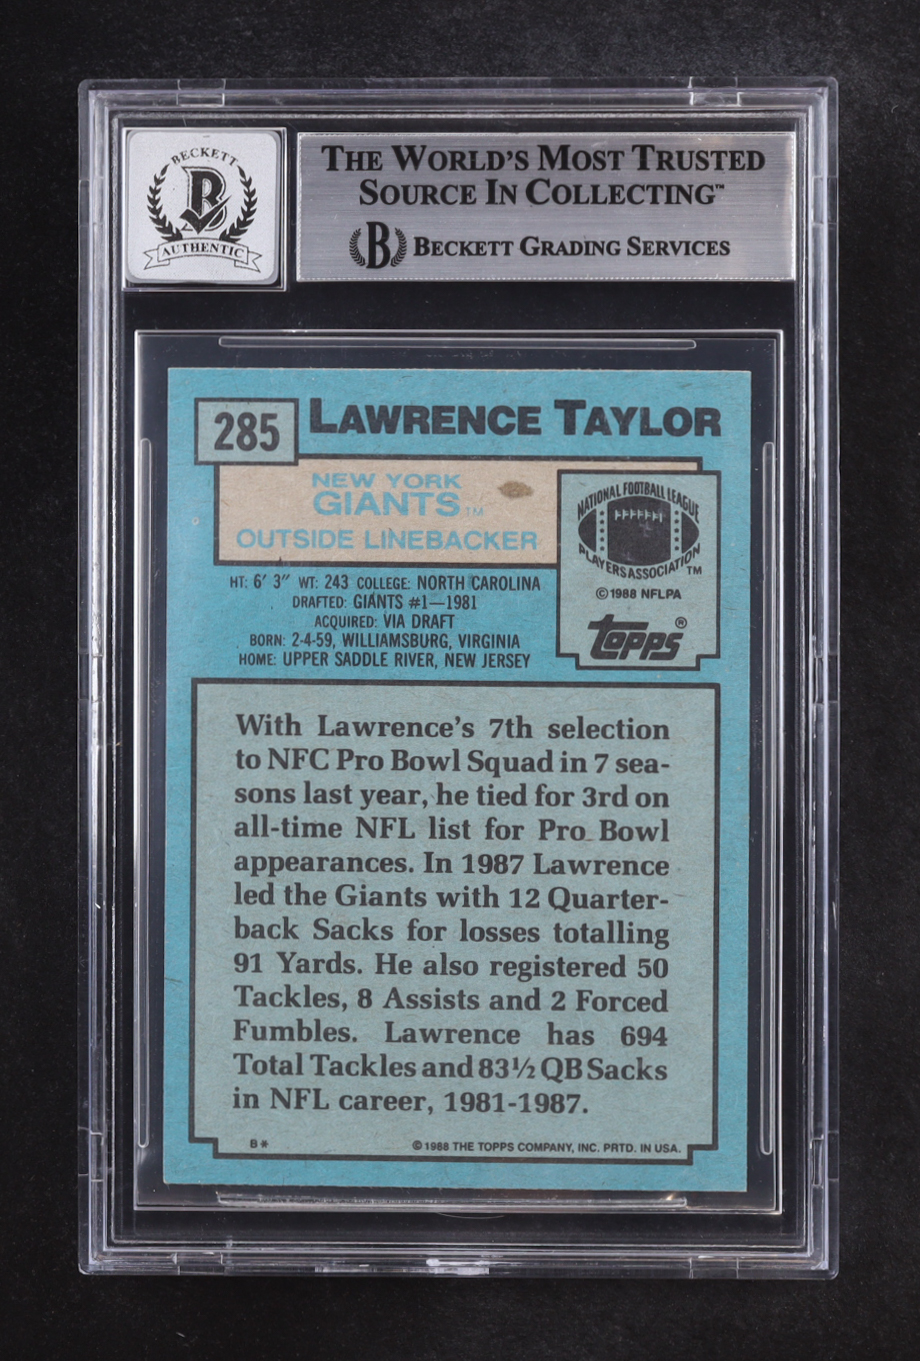 BECKETT
B
AUTHENTIC
THE WORLD'S MOST TRUSTED
SOURCE IN COLLECTING™
B BECKETT GRADING SERVICES
285 LAWRENCE TAYLOR
NEW YORK
GIANTS TM
OUTSIDE LINEBACKER
NATIONAL FOOTBALL LEAGUE
PLAYERS ASSOCIATION TM
© 1988 NFLPA
topps®
HT: 6' 3" WT: 243 COLLEGE: NORTH CAROLINA
DRAFTED: GIANTS #1—1981
ACQUIRED: VIA DRAFT
BORN: 2-4-59, WILLIAMSBURG, VIRGINIA
HOME: UPPER SADDLE RIVER, NEW JERSEY
With Lawrence's 7th selection
to NFC Pro Bowl Squad in 7 sea-
sons last year, he tied for 3rd on
all-time NFL list for Pro Bowl
appearances. In 1987 Lawrence
led the Giants with 12 Quarter-
back Sacks for losses totalling
91 Yards. He also registered 50
Tackles, 8 Assists and 2 Forced
Fumbles. Lawrence has 694
Total Tackles and 83½ QB Sacks
in NFL career, 1981-1987.
B* © 1988 THE TOPPS COMPANY, INC. PRTD. IN USA.